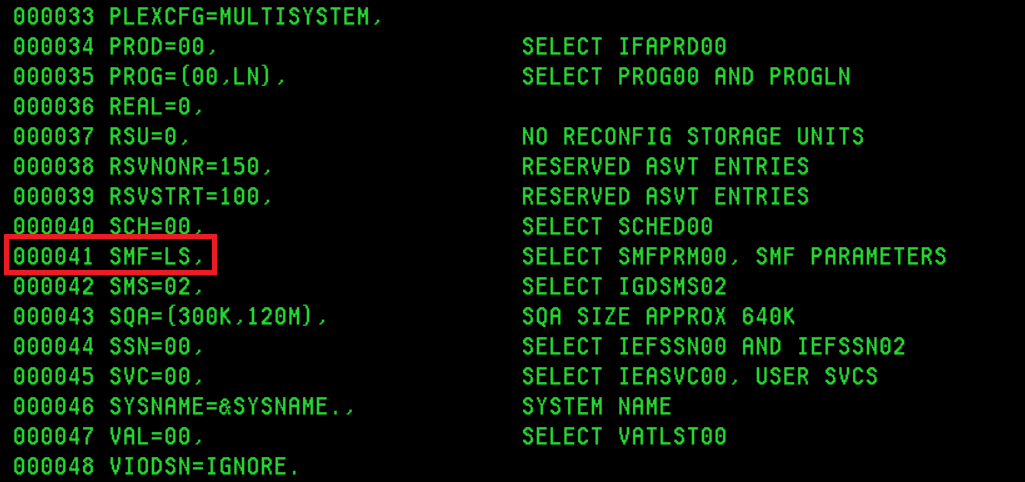 000033 PLEXCFG=MULTISYSTEM,
000034 PROD=00, SELECT IFAPRD00
000035 PROG=(00,LN), SELECT PROG00 AND PROGLN
000036 REAL=0,
000037 RSU=0, NO RECONFIG STORAGE UNITS
000038 RSVNONR=150, RESERVED ASVT ENTRIES
000039 RSVSTRT=100, RESERVED ASVT ENTRIES
000040 SCH=00, SELECT SCHED00
000041 SMF=LS, SELECT SMFPRM00, SMF PARAMETERS
000042 SMS=02, SELECT IGDSMS02
000043 SQA=(300K,120M), SQA SIZE APPROX 640K
000044 SSN=00, SELECT IEFSSN00 AND IEFSSN02
000045 SVC=00, SELECT IEASVC00, USER SVCS
000046 SYSNAME=&SYSNAME., SYSTEM NAME
000047 VAL=00, SELECT VATLST00
000048 VIODSN=IGNORE.